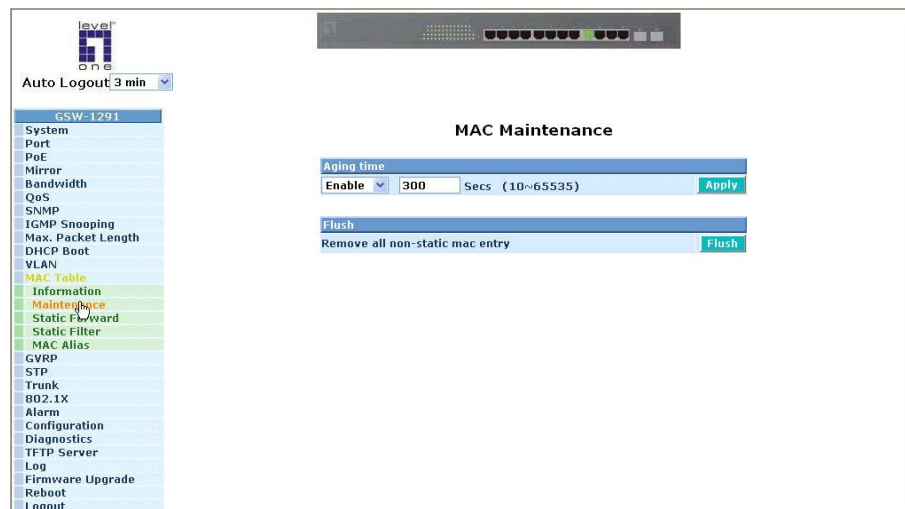 level
one
Auto Logout 3 min
GSW-1291
System
Port
PoE
Mirror
Bandwidth
QoS
SNMP
IGMP Snooping
Max. Packet Length
DHCP Boot
VLAN
MAC Table
Information
Maintenance
Static Forward
Static Filter
MAC Alias
GVRP
STP
Trunk
802.1X
Alarm
Configuration
Diagnostics
TFTP Server
Log
Firmware Upgrade
Reboot
Logout
MAC Maintenance
Aging time
Enable 300 Secs (10~65535) Apply
Flush
Remove all non-static mac entry Flush